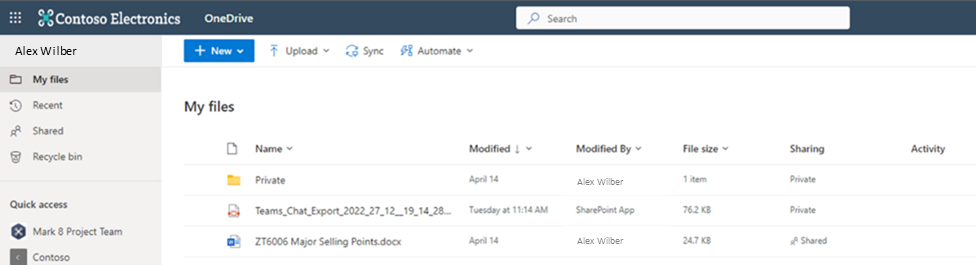 Contoso Electronics OneDrive Search
Alex Wilber
New Upload Sync Automate
My files
Recent
Shared
Recycle bin
Quick access
Mark 8 Project Team
Contoso
My files
Name Modified ↓ Modified By File size Sharing Activity
Private April 14 Alex Wilber 1 item Private
Teams_Chat_Export_2022_27_12__19_14_28... Tuesday at 11:14 AM SharePoint App 76.2 KB Private
ZT6006 Major Selling Points.docx April 14 Alex Wilber 24.7 KB Shared